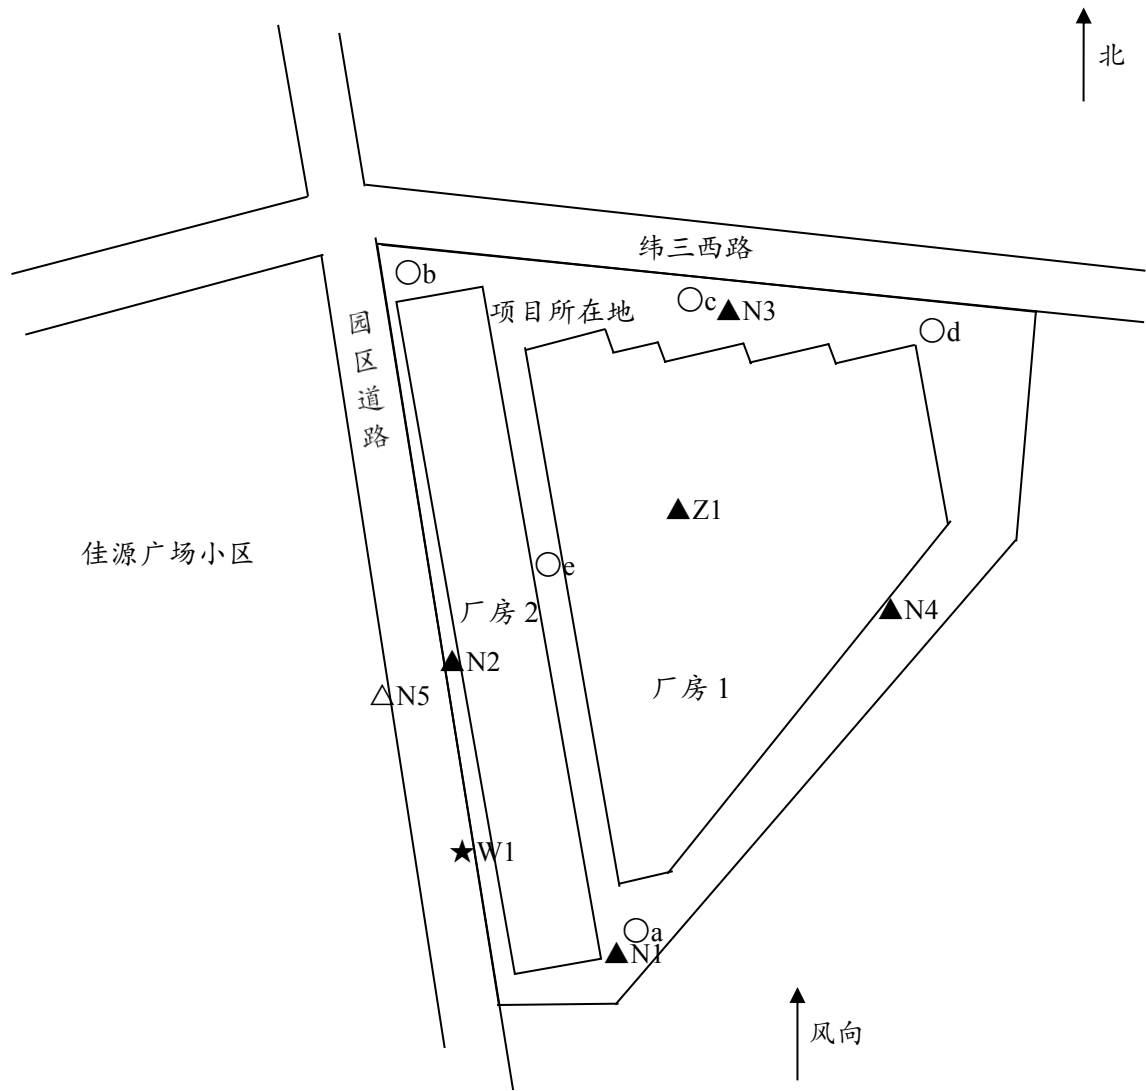 北
纬三西路
○b
○c
▲N3
项目所在地
○d
园区道路
▲Z1
佳源广场小区
○e
厂房 2
▲N4
▲N2
厂房 1
△N5
★W1
○a
▲N1
风向